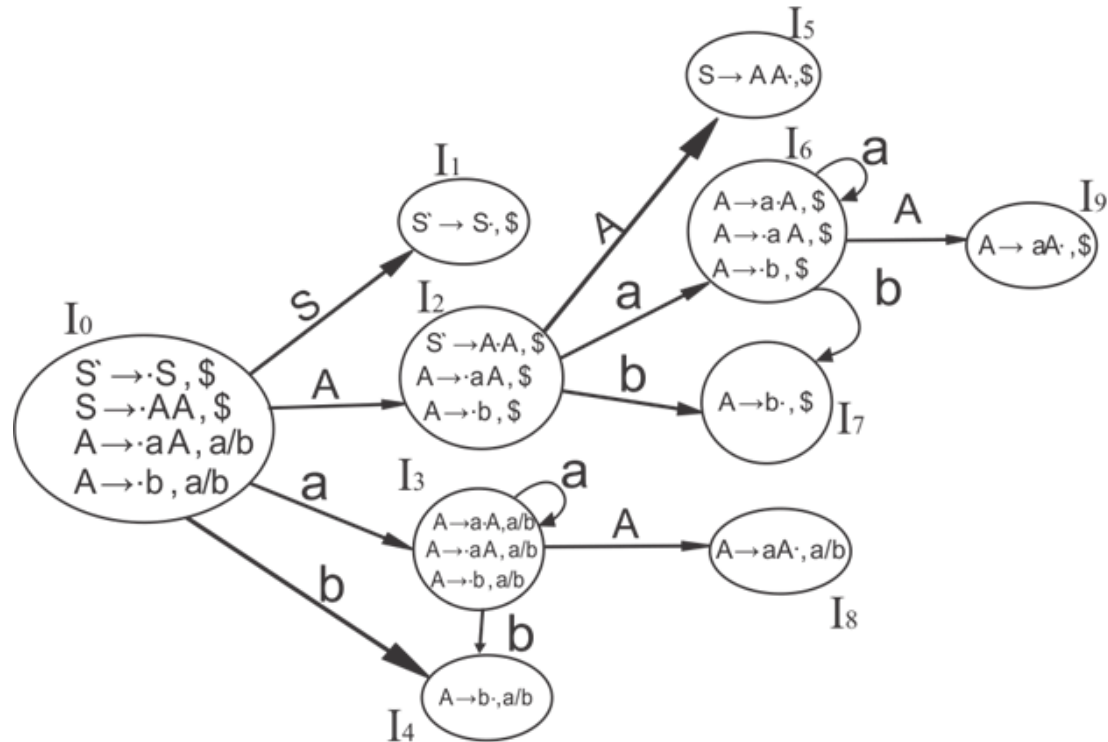 I5
S → A A·,$
I6
a
A → a·A, $
A → ·a A, $
A → ·b, $
A
I9
A → aA·,$
b
I1
S` → S·, $
S
A
a
b
I2
S` → A·A, $
A → ·aA, $
A → ·b, $
A → b·, $
I7
I0
S` → ·S, $
S → ·AA, $
A → ·aA, a/b
A → ·b, a/b
A
a
b
I3
a
A → a·A, a/b
A → ·aA, a/b
A → ·b, a/b
A
A → aA·, a/b
I8
b
A → b·, a/b
I4